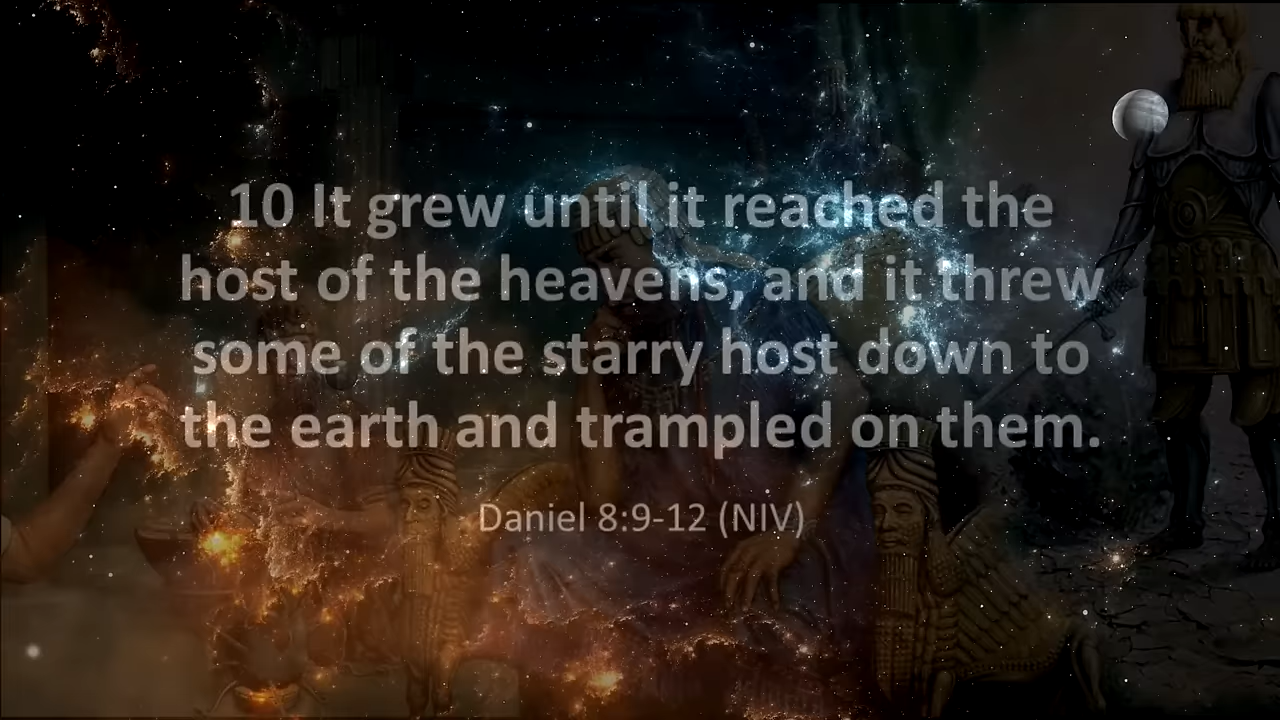 10 It grew until it reached the
host of the heavens, and it threw
some of the starry host down to
the earth and trampled on them.
Daniel 8:9-12 (NIV)